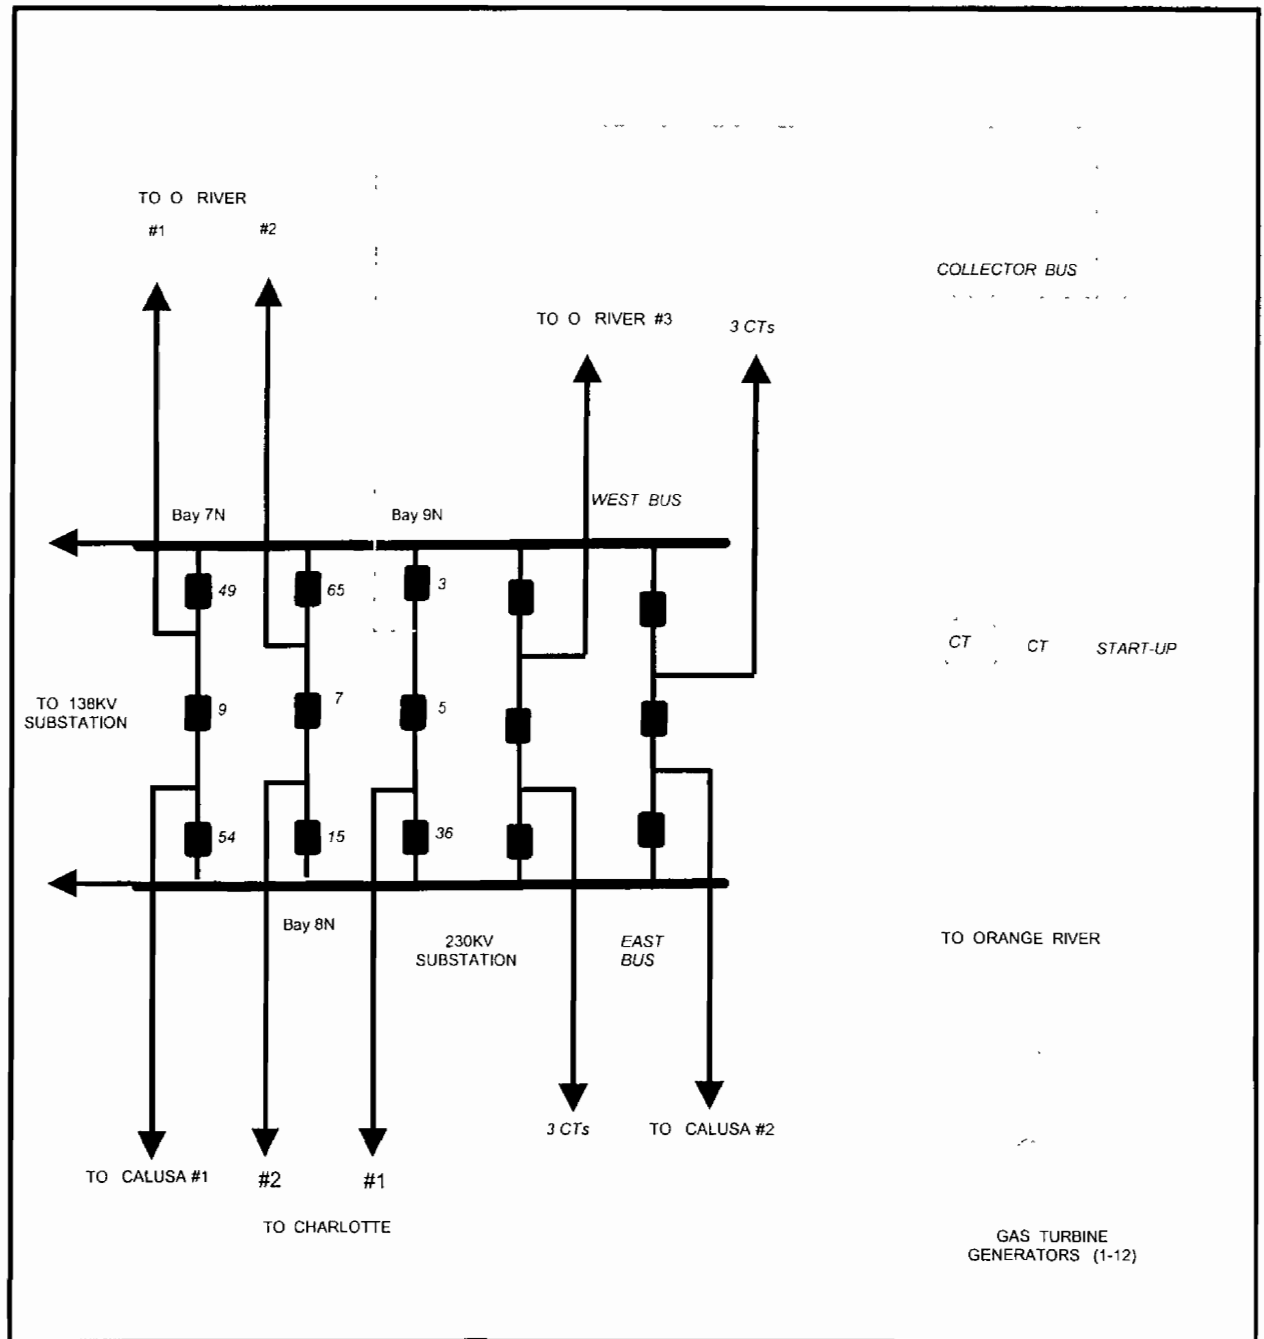 TO O RIVER
#1 #2
COLLECTOR BUS
TO O RIVER #3
3 CTs
WEST BUS
Bay 7N
Bay 9N
49
65
3
CT
CT
START-UP
TO 138KV
SUBSTATION
9
7
5
54
15
36
Bay 8N
230KV
SUBSTATION
EAST
BUS
TO ORANGE RIVER
3 CTs
TO CALUSA #2
TO CALUSA #1
#2
#1
TO CHARLOTTE
GAS TURBINE
GENERATORS (1-12)